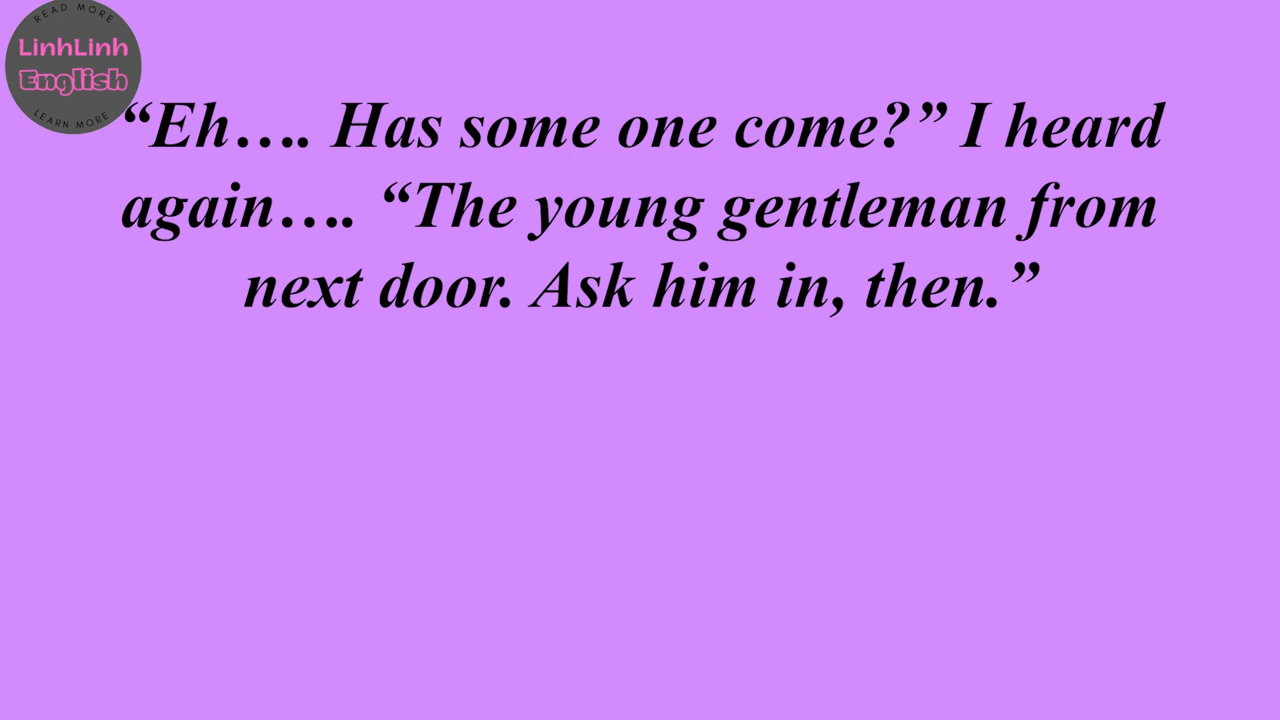 READ MORE
LinhLinh
English
LEARN MORE
“Eh…. Has some one come?” I heard
again…. “The young gentleman from
next door. Ask him in, then.”